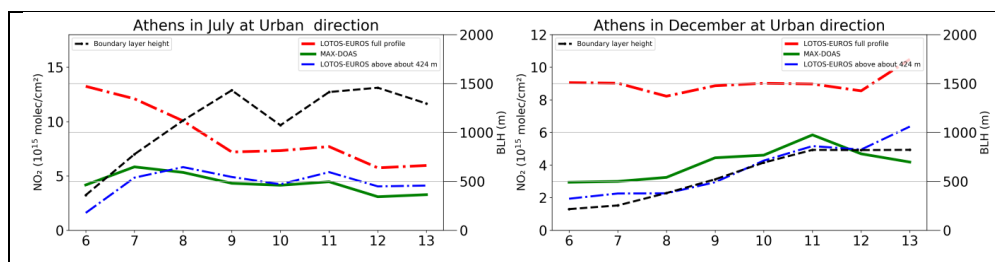 Athens in July at Urban  direction
Boundary layer height
LOTOS-EUROS full profile
MAX-DOAS
LOTOS-EUROS above about 424 m
NO₂ (10¹⁵ molec/cm²)
15
10
5
0
2000
1500
1000
500
0
BLH (m)
6 7 8 9 10 11 12 13
Athens in December at Urban direction
Boundary layer height
LOTOS-EUROS full profile
MAX-DOAS
LOTOS-EUROS above about 424 m
NO₂ (10¹⁵ molec/cm²)
12
10
8
6
4
2
0
2000
1500
1000
500
0
BLH (m)
6 7 8 9 10 11 12 13